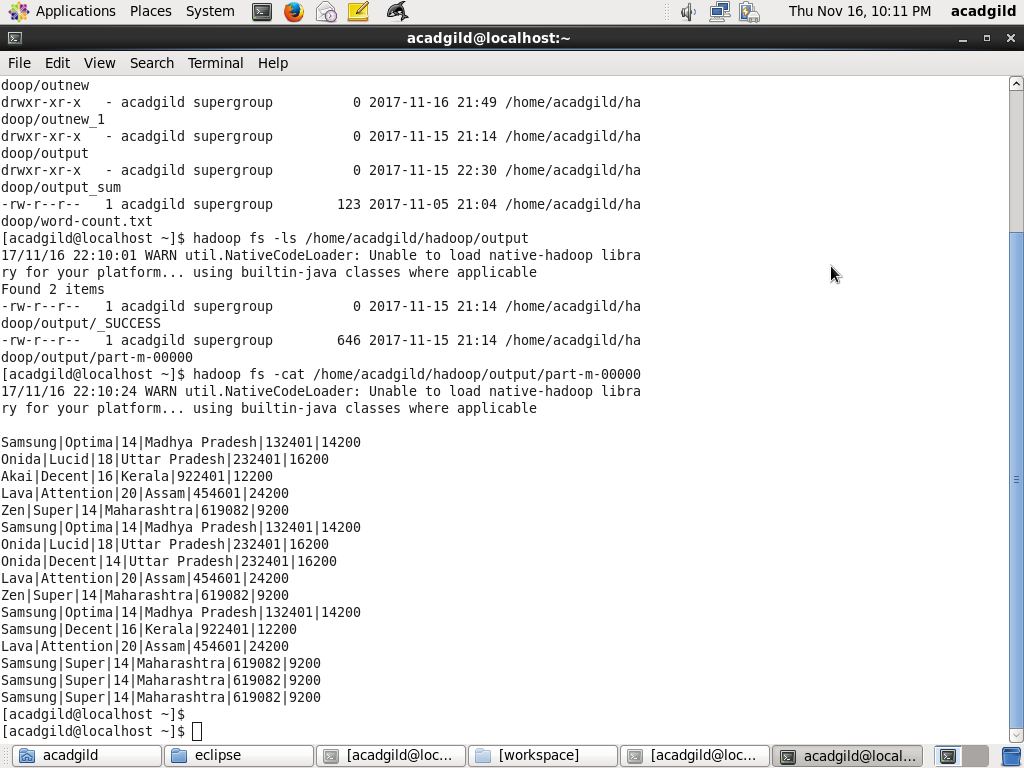 Applications Places System Thu Nov 16, 10:11 PM acadgild
acadgild@localhost:~
File Edit View Search Terminal Help
doop/outnew
drwxr-xr-x   - acadgild supergroup          0 2017-11-16 21:49 /home/acadgild/ha
doop/outnew_1
drwxr-xr-x   - acadgild supergroup          0 2017-11-15 21:14 /home/acadgild/ha
doop/output
drwxr-xr-x   - acadgild supergroup          0 2017-11-15 22:30 /home/acadgild/ha
doop/output_sum
-rw-r--r--   1 acadgild supergroup        123 2017-11-05 21:04 /home/acadgild/ha
doop/word-count.txt
[acadgild@localhost ~]$ hadoop fs -ls /home/acadgild/hadoop/output
17/11/16 22:10:01 WARN util.NativeCodeLoader: Unable to load native-hadoop libra
ry for your platform... using builtin-java classes where applicable
Found 2 items
-rw-r--r--   1 acadgild supergroup          0 2017-11-15 21:14 /home/acadgild/ha
doop/output/_SUCCESS
-rw-r--r--   1 acadgild supergroup        646 2017-11-15 21:14 /home/acadgild/ha
doop/output/part-m-00000
[acadgild@localhost ~]$ hadoop fs -cat /home/acadgild/hadoop/output/part-m-00000
17/11/16 22:10:24 WARN util.NativeCodeLoader: Unable to load native-hadoop libra
ry for your platform... using builtin-java classes where applicable
Samsung|Optima|14|Madhya Pradesh|132401|14200
Onida|Lucid|18|Uttar Pradesh|232401|16200
Akai|Decent|16|Kerala|922401|12200
Lava|Attention|20|Assam|454601|24200
Zen|Super|14|Maharashtra|619082|9200
Samsung|Optima|14|Madhya Pradesh|132401|14200
Onida|Lucid|18|Uttar Pradesh|232401|16200
Onida|Decent|14|Uttar Pradesh|232401|16200
Lava|Attention|20|Assam|454601|24200
Zen|Super|14|Maharashtra|619082|9200
Samsung|Optima|14|Madhya Pradesh|132401|14200
Samsung|Decent|16|Kerala|922401|12200
Lava|Attention|20|Assam|454601|24200
Samsung|Super|14|Maharashtra|619082|9200
Samsung|Super|14|Maharashtra|619082|9200
Samsung|Super|14|Maharashtra|619082|9200
[acadgild@localhost ~]$
[acadgild@localhost ~]$
acadgild eclipse [acadgild@loc... [workspace] [acadgild@loc... acadgild@local...